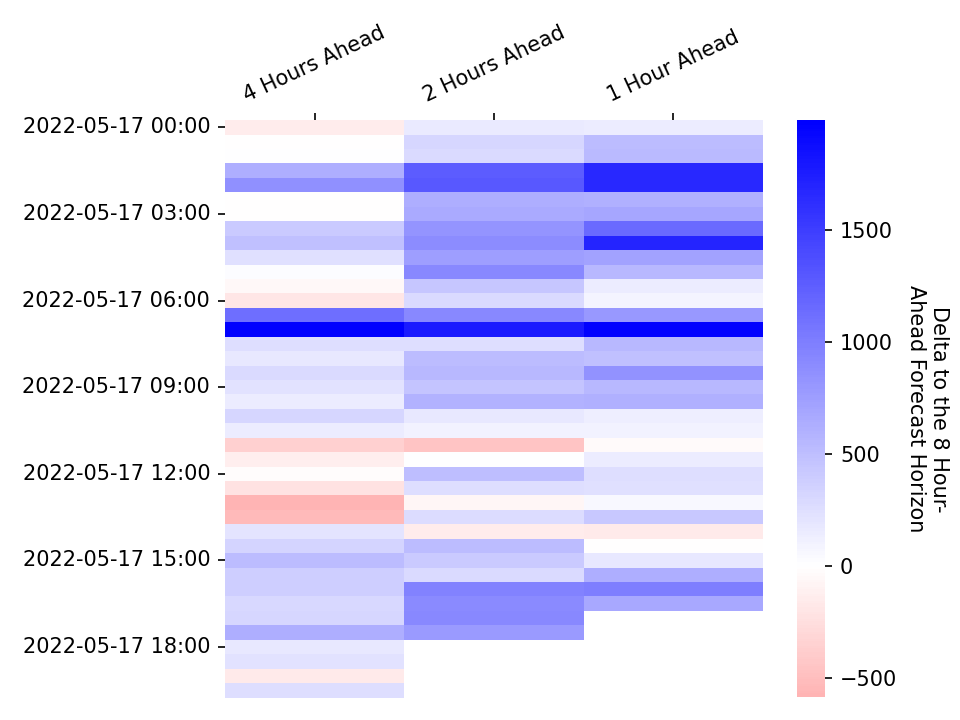 4 Hours Ahead
2 Hours Ahead
1 Hour Ahead
2022-05-17 00:00
2022-05-17 03:00
2022-05-17 06:00
2022-05-17 09:00
2022-05-17 12:00
2022-05-17 15:00
2022-05-17 18:00
1500
1000
500
0
−500
Delta to the 8 Hour-
Ahead Forecast Horizon